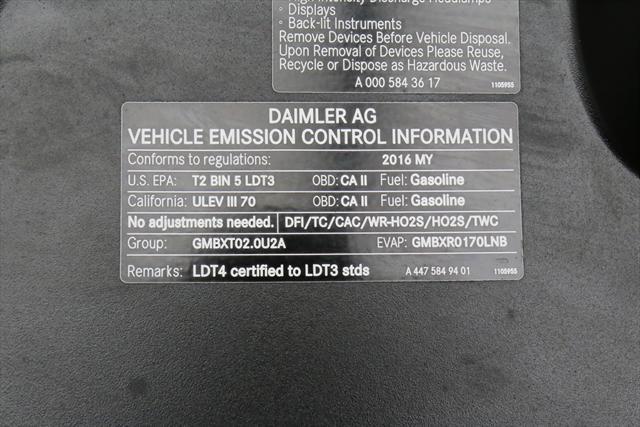 High Intensity Discharge Headlamps
· Displays
· Back-lit Instruments
Remove Devices Before Vehicle Disposal.
Upon Removal of Devices Please Reuse,
Recycle or Dispose as Hazardous Waste.
A 000 584 36 17 1105955
DAIMLER AG
VEHICLE EMISSION CONTROL INFORMATION
Conforms to regulations: 2016 MY
U.S. EPA: T2 BIN 5 LDT3 OBD: CA II Fuel: Gasoline
California: ULEV III 70 OBD: CA II Fuel: Gasoline
No adjustments needed. DFI/TC/CAC/WR-HO2S/HO2S/TWC
Group: GMBXT02.0U2A EVAP: GMBXR0170LNB
Remarks: LDT4 certified to LDT3 stds A 447 584 94 01 1105955